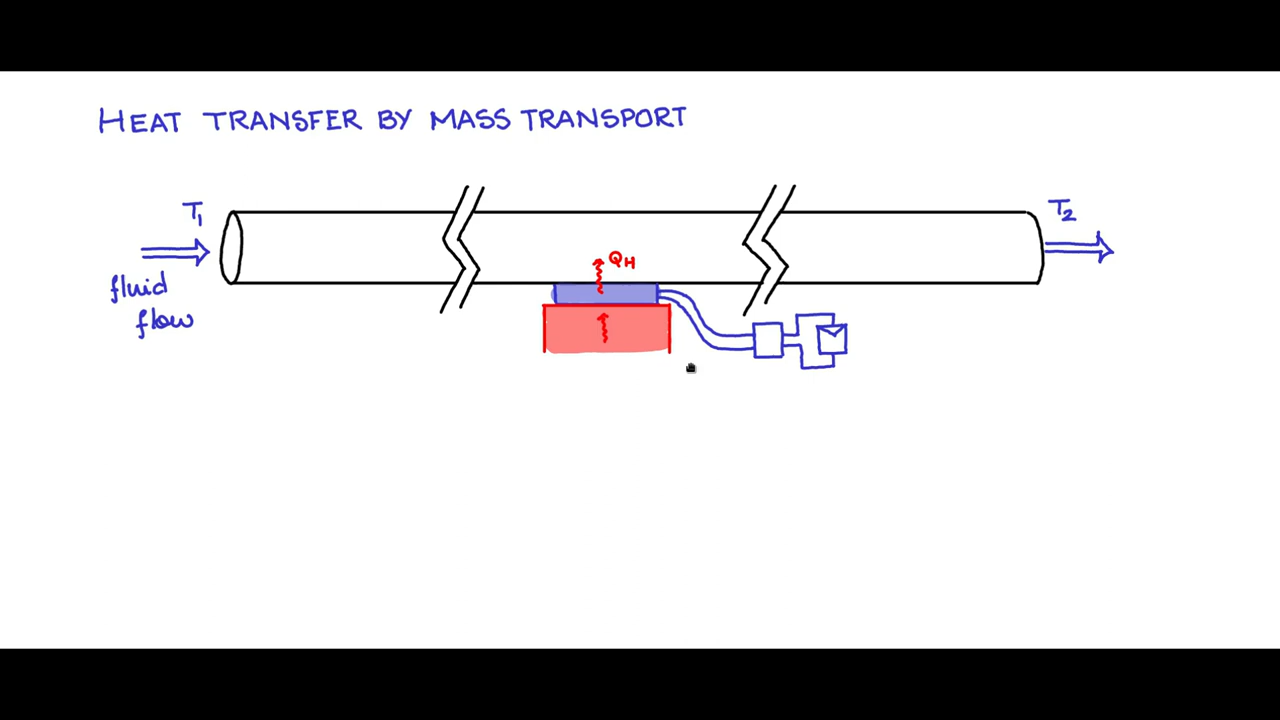 HEAT TRANSFER BY MASS TRANSPORT
T₁
T₂
fluid
flow
QH